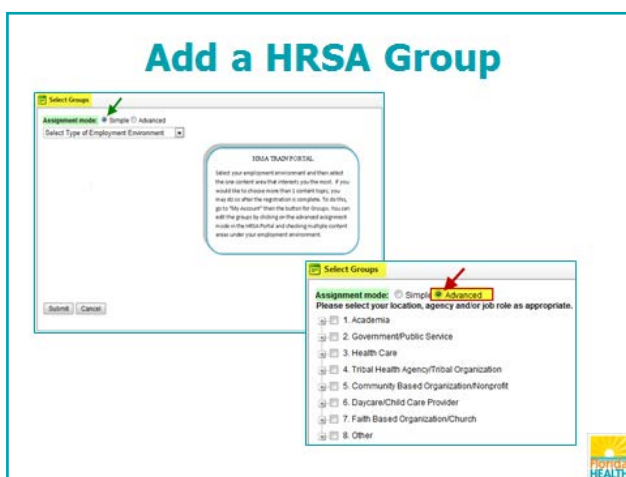 Add a HRSA Group
Select Groups
Assignment mode: Simple Advanced
Select Type of Employment Environment
HRSA TRAIN PORTAL
Select your employment environment and then select
the one content area that interests you the most. If you
would like to choose more than 1 content topic, you
may do so after the registration is complete. To do this,
go to "My Account" then the button for Groups. You can
edit the groups by clicking on the advanced assignment
mode in the HRSA Portal and checking multiple content
areas under your employment environment.
Submit Cancel
Select Groups
Assignment mode: Simple Advanced
Please select your location, agency and/or job role as appropriate.
1. Academia
2. Government/Public Service
3. Health Care
4. Tribal Health Agency/Tribal Organization
5. Community Based Organization/Nonprofit
6. Daycare/Child Care Provider
7. Faith Based Organization/Church
8. Other
Florida
HEALTH